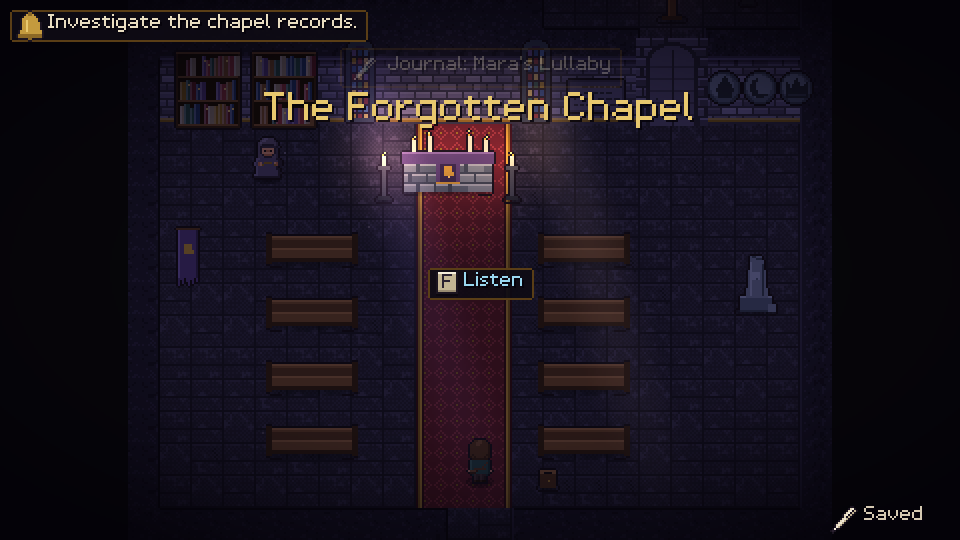 Investigate the chapel records.
Journal: Mara's Lullaby
The Forgotten Chapel
F Listen
Saved